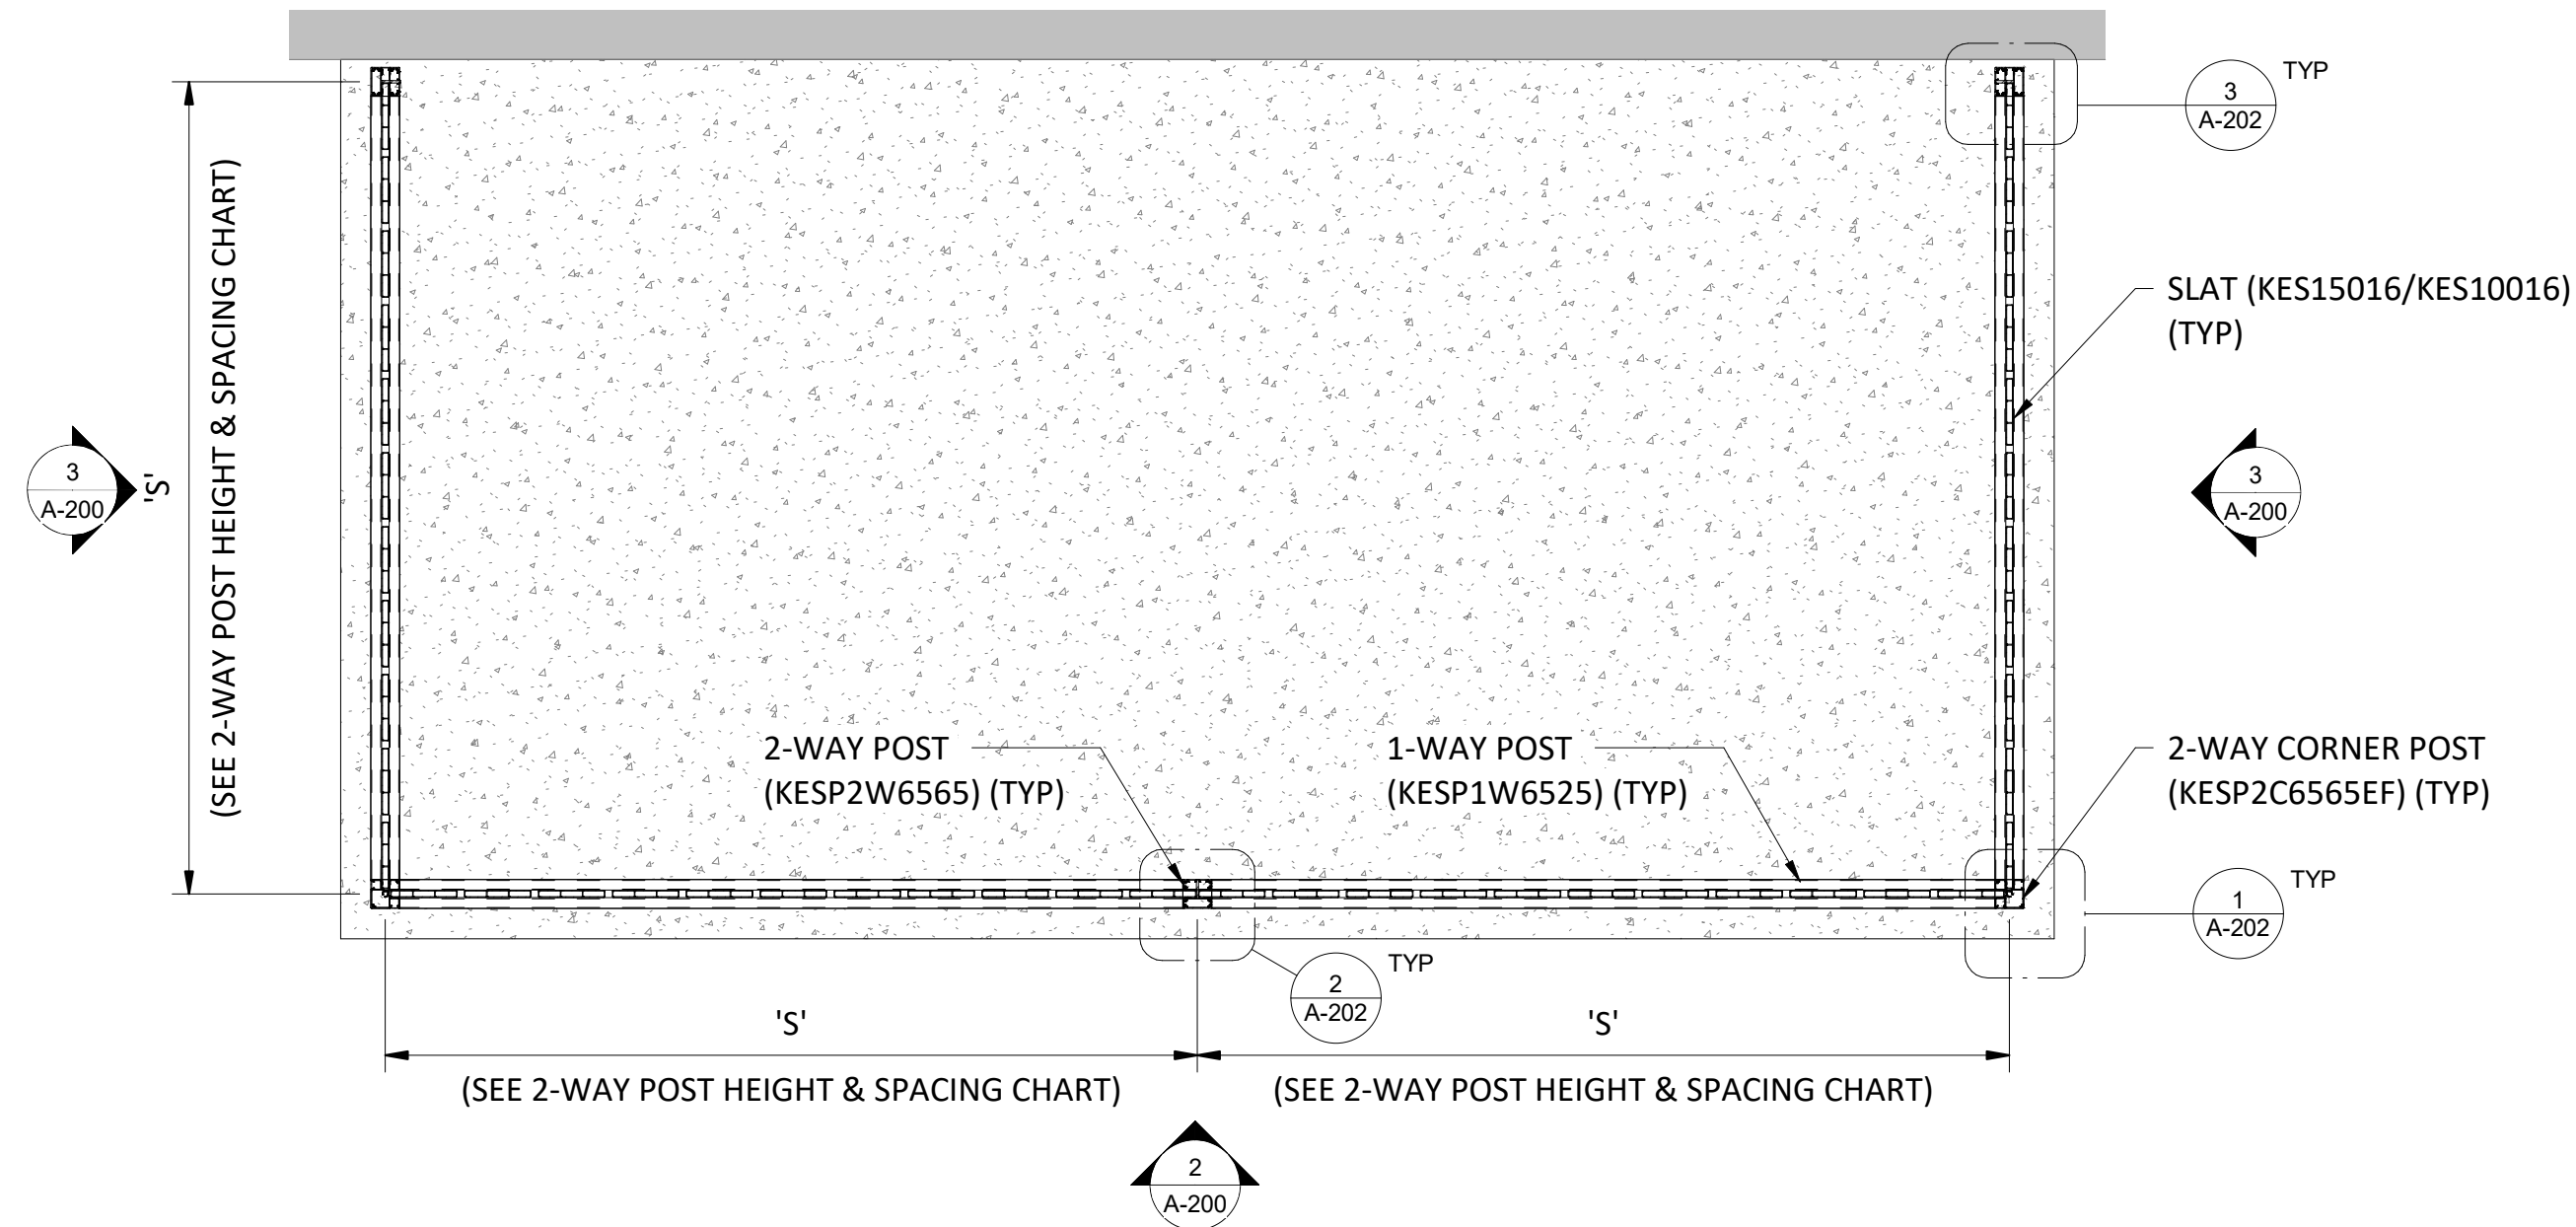 3
A-202
TYP
SLAT (KES15016/KES10016)
(TYP)
'S'
(SEE 2-WAY POST HEIGHT & SPACING CHART)
3
A-200
3
A-200
2-WAY POST
(KESP2W6565) (TYP)
1-WAY POST
(KESP1W6525) (TYP)
2-WAY CORNER POST
(KESP2C6565EF) (TYP)
1
A-202
TYP
2
A-202
TYP
'S'
(SEE 2-WAY POST HEIGHT & SPACING CHART)
'S'
(SEE 2-WAY POST HEIGHT & SPACING CHART)
2
A-200